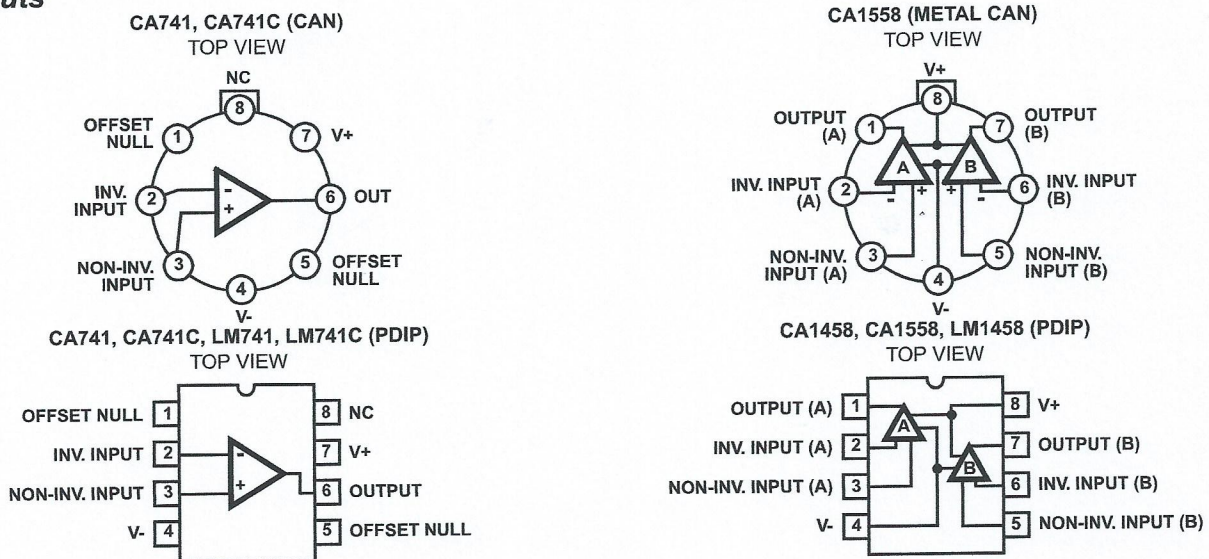 CA741, CA741C (CAN)
TOP VIEW
NC
8
OFFSET
NULL
1
7
V+
INV.
INPUT
2
-
+
6
OUT
NON-INV.
INPUT
3
5
OFFSET
NULL
4
V-
CA1558 (METAL CAN)
TOP VIEW
V+
8
OUTPUT
(A)
1
7
OUTPUT
(B)
A
B
INV. INPUT
(A)
2
-
+
+
-
6
INV. INPUT
(B)
NON-INV.
INPUT (A)
3
5
NON-INV.
INPUT (B)
4
V-
CA741, CA741C, LM741, LM741C (PDIP)
TOP VIEW
OFFSET NULL 1
8 NC
INV. INPUT 2
-
7 V+
NON-INV. INPUT 3
+
6 OUTPUT
V- 4
5 OFFSET NULL
CA1458, CA1558, LM1458 (PDIP)
TOP VIEW
OUTPUT (A) 1
8 V+
A
INV. INPUT (A) 2
7 OUTPUT (B)
B
NON-INV. INPUT (A) 3
6 INV. INPUT (B)
V- 4
5 NON-INV. INPUT (B)